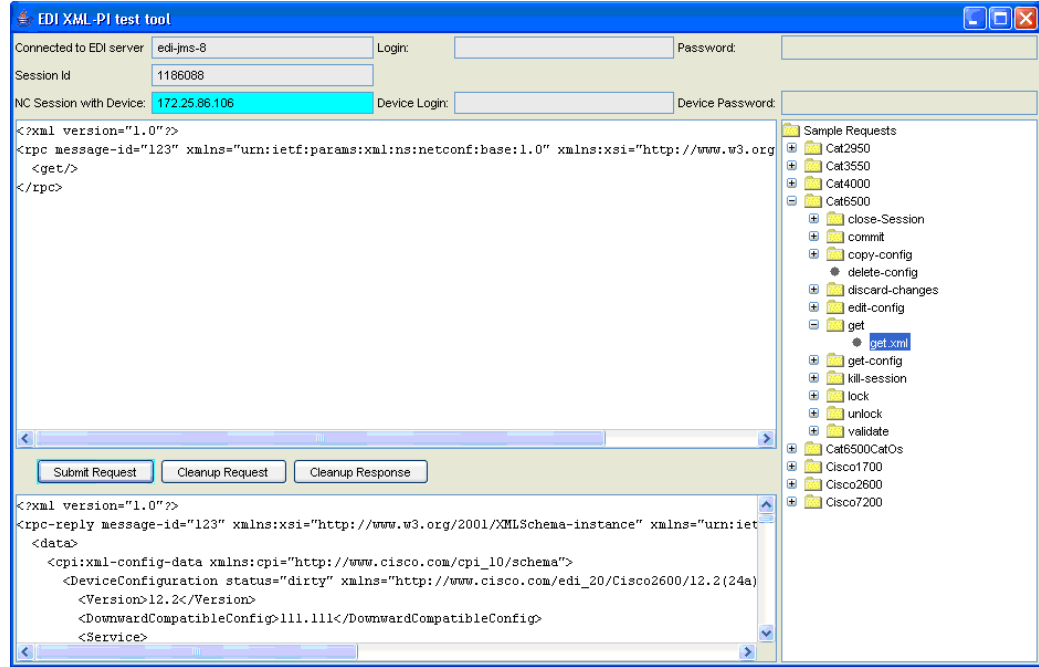 EDI XML-PI test tool
Connected to EDI server edi-jms-8 Login: Password:
Session Id 1186088
NC Session with Device: 172.25.86.106 Device Login: Device Password:
<?xml version="1.0"?>
<rpc message-id="123" xmlns="urn:ietf:params:xml:ns:netconf:base:1.0" xmlns:xsi="http://www.w3.org
<get/>
</rpc>
Submit Request Cleanup Request Cleanup Response
<?xml version="1.0"?>
<rpc-reply message-id="123" xmlns:xsi="http://www.w3.org/2001/XMLSchema-instance" xmlns="urn:iet
<data>
<cpi:xml-config-data xmlns:cpi="http://www.cisco.com/cpi_10/schema">
<DeviceConfiguration status="dirty" xmlns="http://www.cisco.com/edi_20/Cisco2600/12.2(24a)
<Version>12.2</Version>
<DownwardCompatibleConfig>111.111</DownwardCompatibleConfig>
<Service>
Sample Requests
Cat2950
Cat3550
Cat4000
Cat6500
close-Session
commit
copy-config
delete-config
discard-changes
edit-config
get
get.xml
get-config
kill-session
lock
unlock
validate
Cat6500CatOs
Cisco1700
Cisco2600
Cisco7200